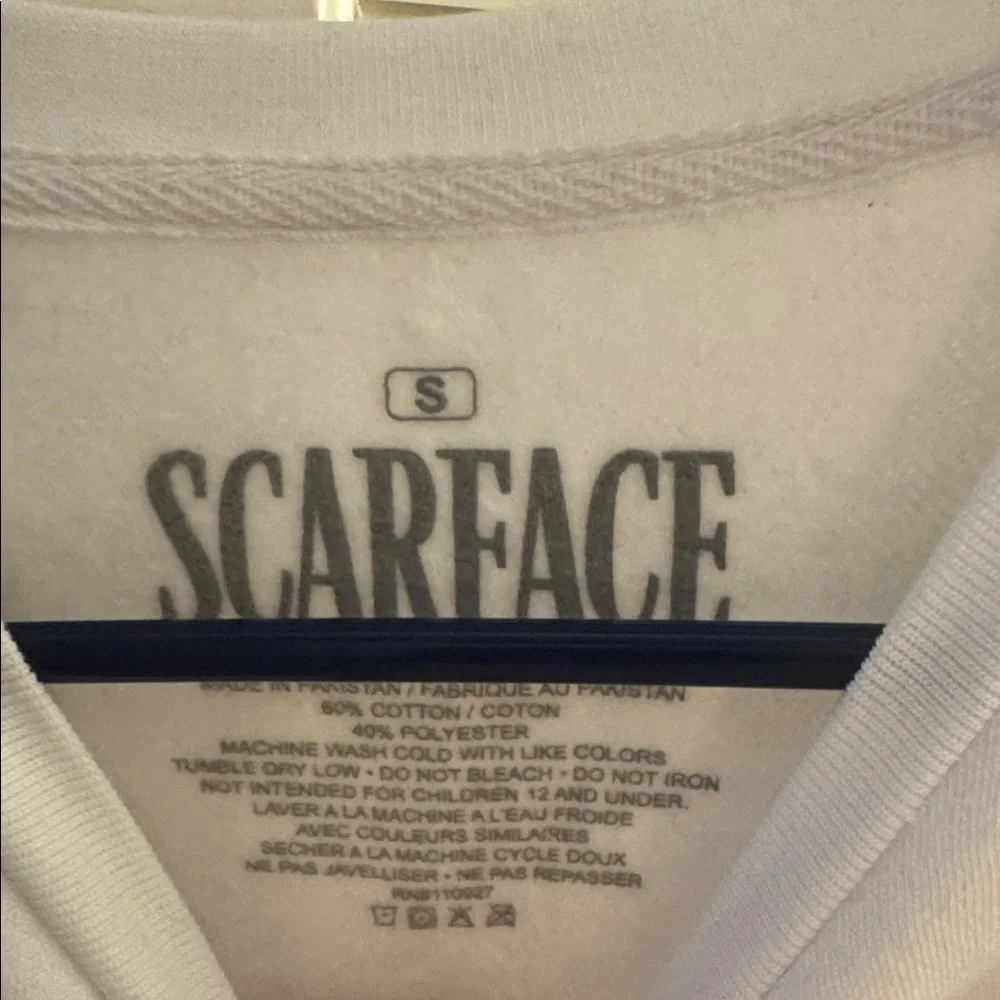 S
SCARFACE
MADE IN PAKISTAN / FABRIQUE AU PAKISTAN
60% COTTON / COTON
40% POLYESTER
MACHINE WASH COLD WITH LIKE COLORS
TUMBLE DRY LOW • DO NOT BLEACH • DO NOT IRON
NOT INTENDED FOR CHILDREN 12 AND UNDER.
LAVER A LA MACHINE A L'EAU FROIDE
AVEC COULEURS SIMILAIRES
SECHER A LA MACHINE CYCLE DOUX
NE PAS JAVELLISER • NE PAS REPASSER
RN#110927